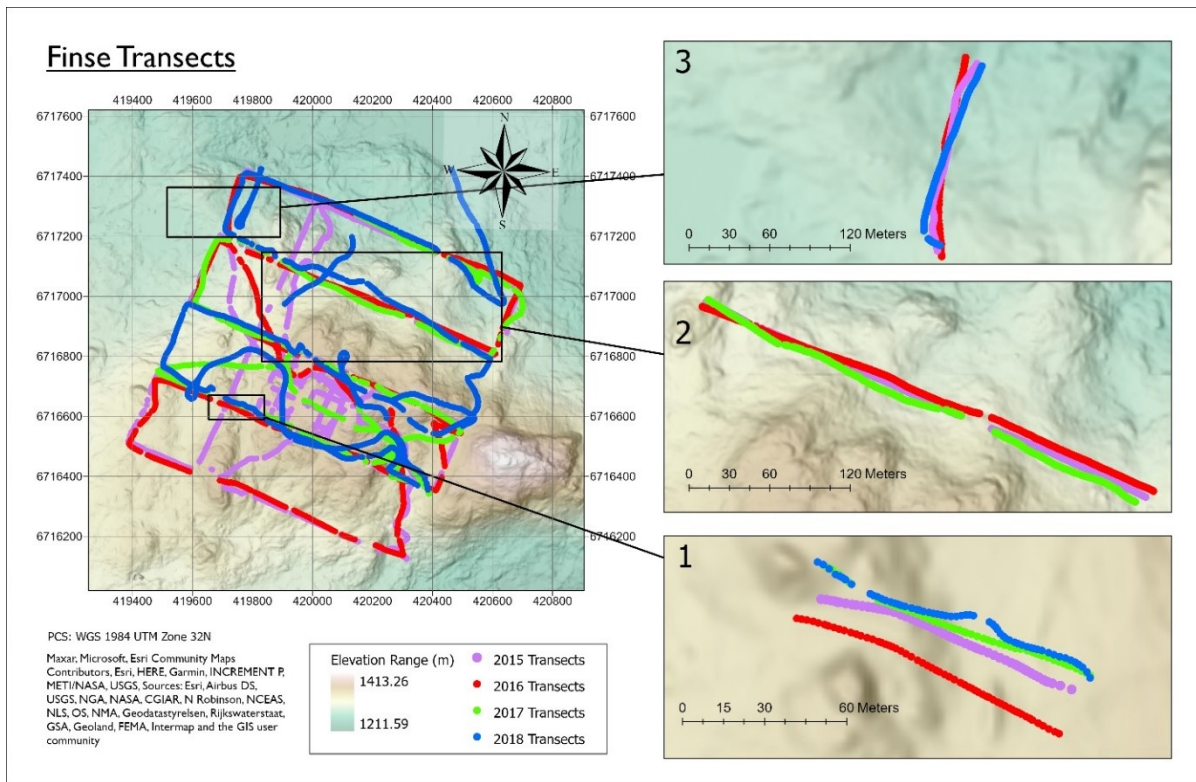 Finse Transects
419400 419600 419800 420000 420200 420400 420600 420800
6717600 6717600
6717400 6717400
6717200 6717200
6717000 6717000
6716800 6716800
6716600 6716600
6716400 6716400
6716200 6716200
419400 419600 419800 420000 420200 420400 420600 420800
N
W E
S
3
0 30 60 120 Meters
2
0 30 60 120 Meters
1
0 15 30 60 Meters
PCS: WGS 1984 UTM Zone 32N
Maxar, Microsoft, Esri Community Maps
Contributors, Esri, HERE, Garmin, INCREMENT P,
METI/NASA, USGS, Sources: Esri, Airbus DS,
USGS, NGA, NASA, CGIAR, N Robinson, NCEAS,
NLS, OS, NMA, Geodatastyrelsen, Rijkswaterstaat,
GSA, Geoland, FEMA, Intermap and the GIS user
community
Elevation Range (m)
1413.26
1211.59
2015 Transects
2016 Transects
2017 Transects
2018 Transects